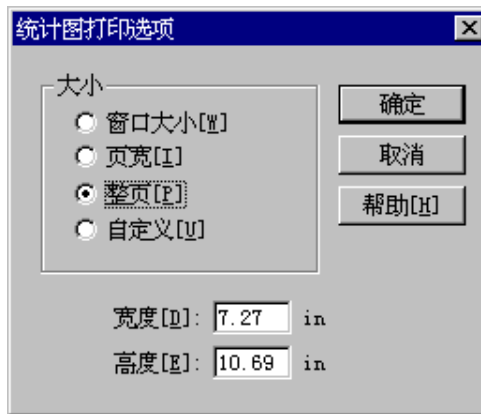 统计图打印选项
大小
窗口大小[W]
页宽[I]
整页[P]
自定义[U]
确定
取消
帮助[H]
宽度[D]: 7.27 in
高度[E]: 10.69 in